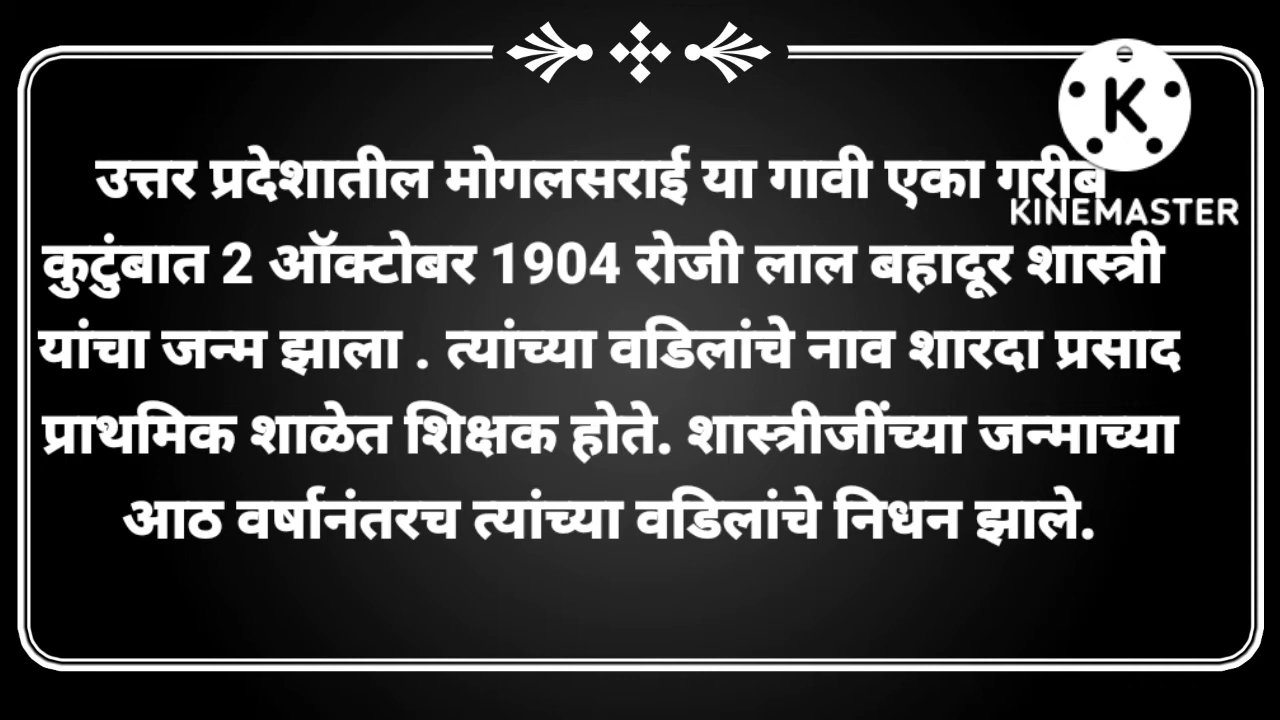 उत्तर प्रदेशातील मोगलसराई या गावी एका गरीब
KINEMASTER
कुटुंबात 2 ऑक्टोबर 1904 रोजी लाल बहादूर शास्त्री
यांचा जन्म झाला . त्यांच्या वडिलांचे नाव शारदा प्रसाद
प्राथमिक शाळेत शिक्षक होते. शास्त्रीजींच्या जन्माच्या
आठ वर्षानंतरच त्यांच्या वडिलांचे निधन झाले.